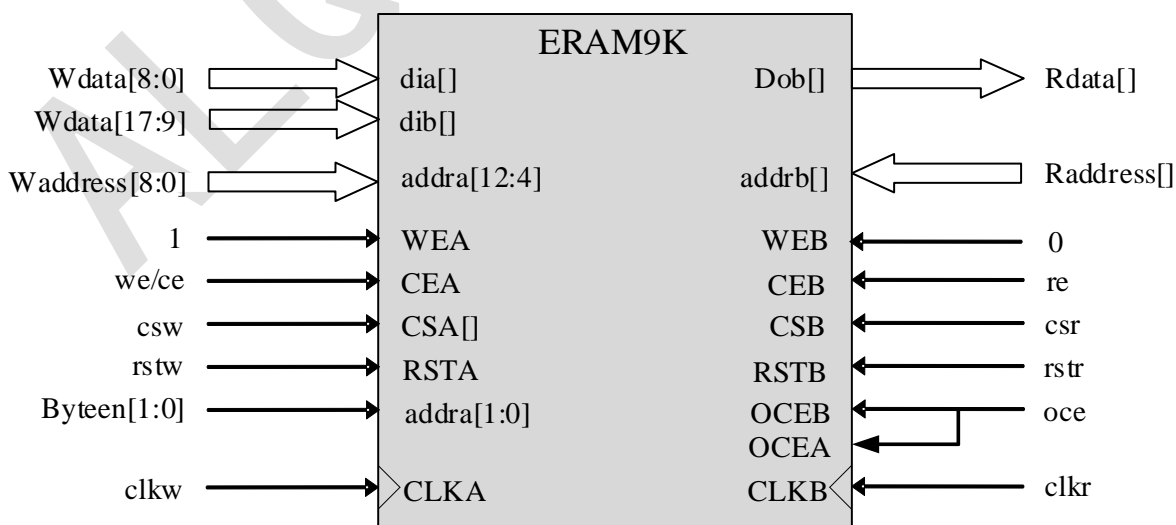 ERAM9K
Wdata[8:0] dia[] Dob[] Rdata[]
Wdata[17:9] dib[]
Waddress[8:0] addra[12:4] addrb[] Raddress[]
1 WEA WEB 0
we/ce CEA CEB re
csw CSA[] CSB csr
rstw RSTA RSTB rstr
Byteen[1:0] addra[1:0] OCEB oce
OCEA
clkw CLKA CLKB clkr